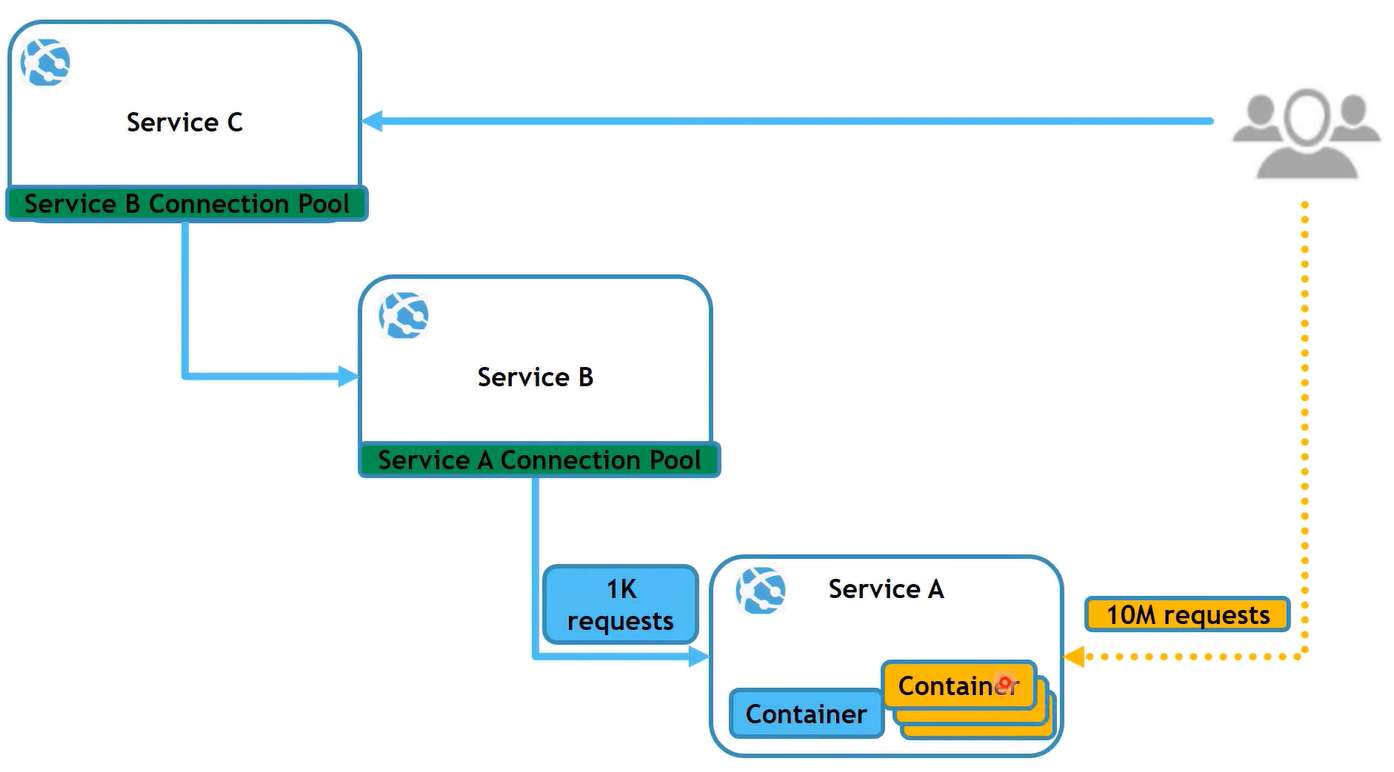 Service C
Service B Connection Pool
Service B
Service A Connection Pool
1K
requests
Service A
10M requests
Container
Container